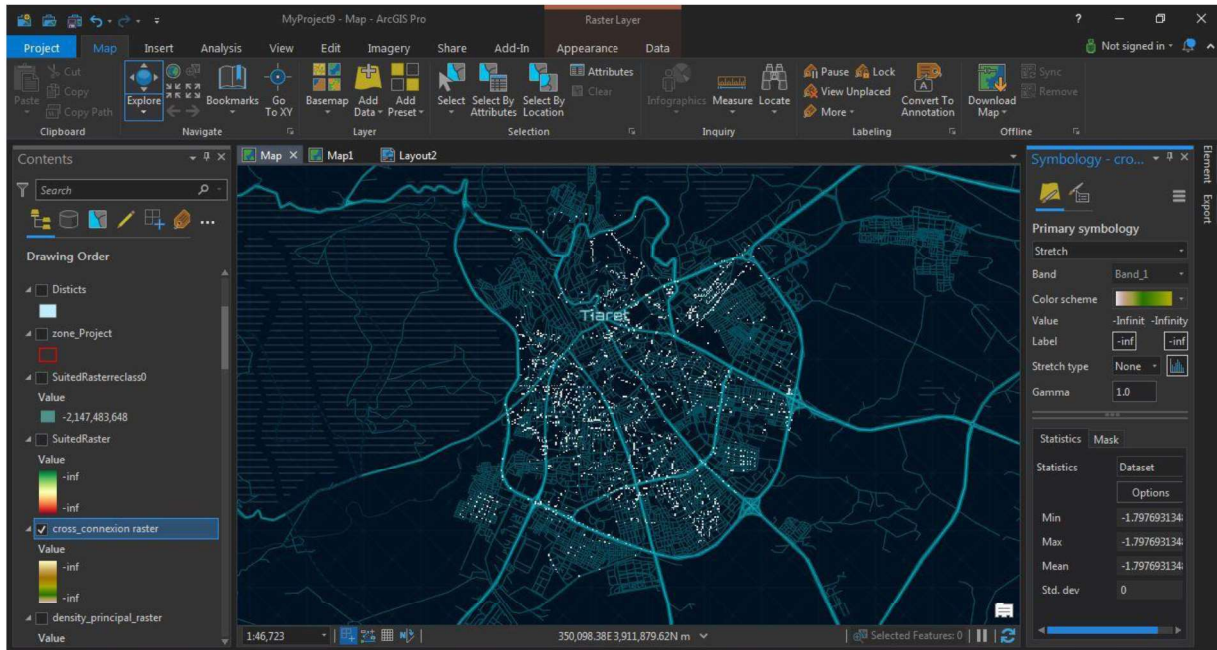 MyProject9 - Map - ArcGIS Pro
Raster Layer
?
Project Map Insert Analysis View Edit Imagery Share Add-In Appearance Data
Not signed in
Paste
Cut
Copy
Copy Path
Clipboard
Explore
Bookmarks
Go To XY
Navigate
Basemap
Add Data
Add Preset
Layer
Select
Select By Attributes
Select By Location
Attributes
Clear
Selection
Infographics
Measure
Locate
Inquiry
Pause
Lock
View Unplaced
More
Convert To Annotation
Labeling
Download Map
Sync
Remove
Offline
Contents
Search
Drawing Order
Disticts
zone_Project
SuitedRasterreclass0
Value
-2,147,483,648
SuitedRaster
Value
-inf
-inf
cross_connexion raster
Value
-inf
-inf
density_principal_raster
Value
Map
Map1
Layout2
Tiaret
1:46,723
350,098.38E 3,911,879.62N m
Selected Features: 0
Symbology - cro...
Primary symbology
Stretch
Band Band_1
Color scheme
Value -Infinit -Infinity
Label -inf -inf
Stretch type None
Gamma 1.0
Statistics Mask
Statistics Dataset
Options
Min -1.797693134
Max -1.797693134
Mean -1.797693134
Std. dev 0
Element
Export